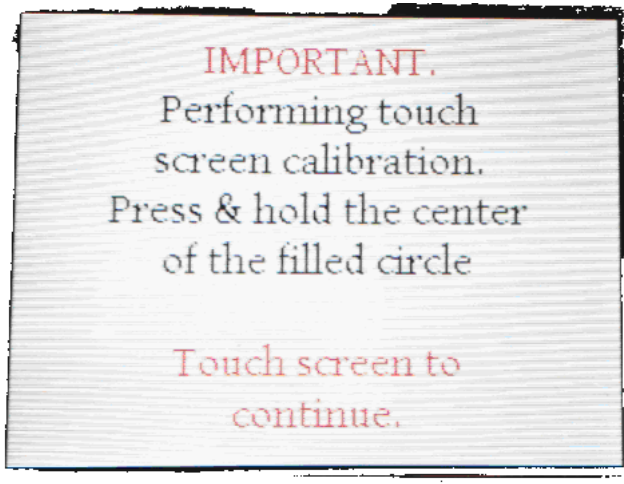 IMPORTANT.
Performing touch
screen calibration.
Press & hold the center
of the filled circle
Touch screen to
continue.